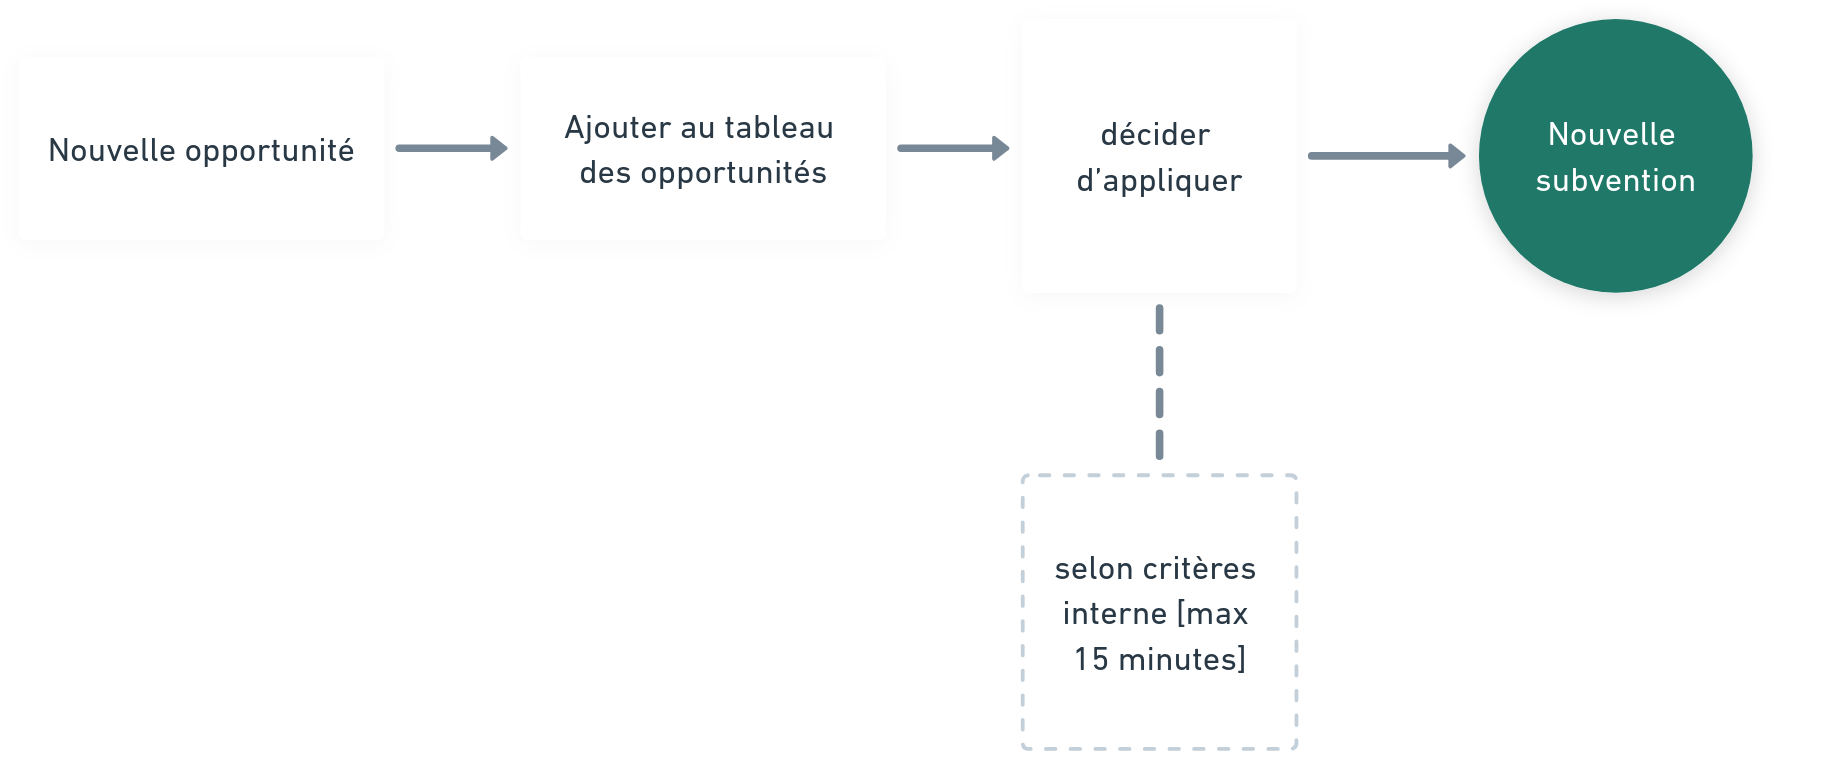 Nouvelle opportunité
Ajouter au tableau
des opportunités
décider
d’appliquer
Nouvelle
subvention
selon critères
interne [max
15 minutes]